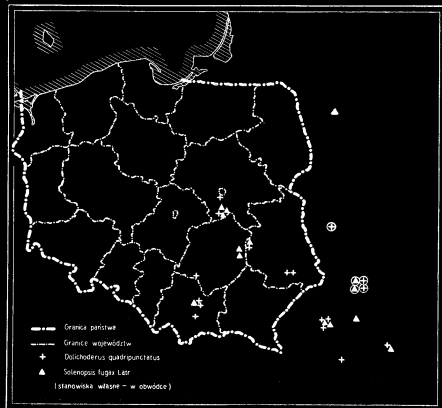 Granica państwa
Granice województw
Dolichoderus quadripunctatus
Solenopsis fugax Latr
(stanowiska własne – w obwódce)